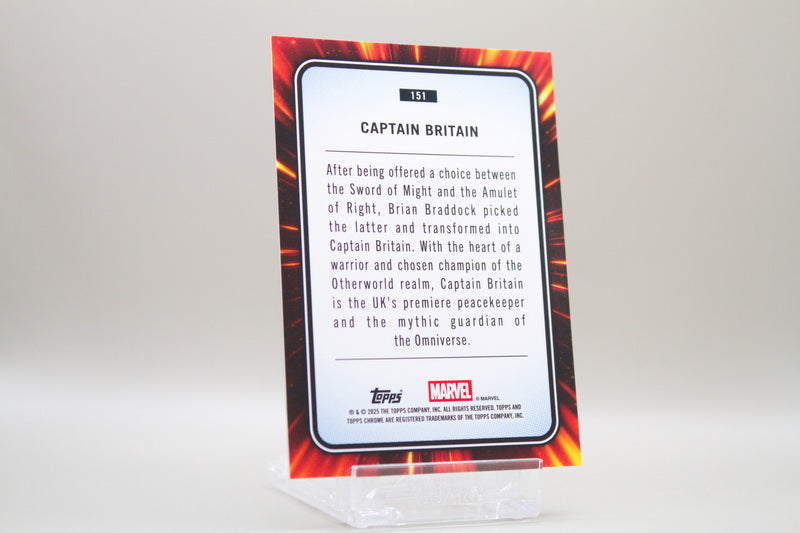 151
CAPTAIN BRITAIN
After being offered a choice between
the Sword of Might and the Amulet
of Right, Brian Braddock picked
the latter and transformed into
Captain Britain. With the heart of a
warrior and chosen champion of the
Otherworld realm, Captain Britain
is the UK's premiere peacekeeper
and the mythic guardian of
the Omniverse.
Topps MARVEL © MARVEL
® & © 2025 THE TOPPS COMPANY, INC. ALL RIGHTS RESERVED. TOPPS AND
TOPPS CHROME ARE REGISTERED TRADEMARKS OF THE TOPPS COMPANY, INC.